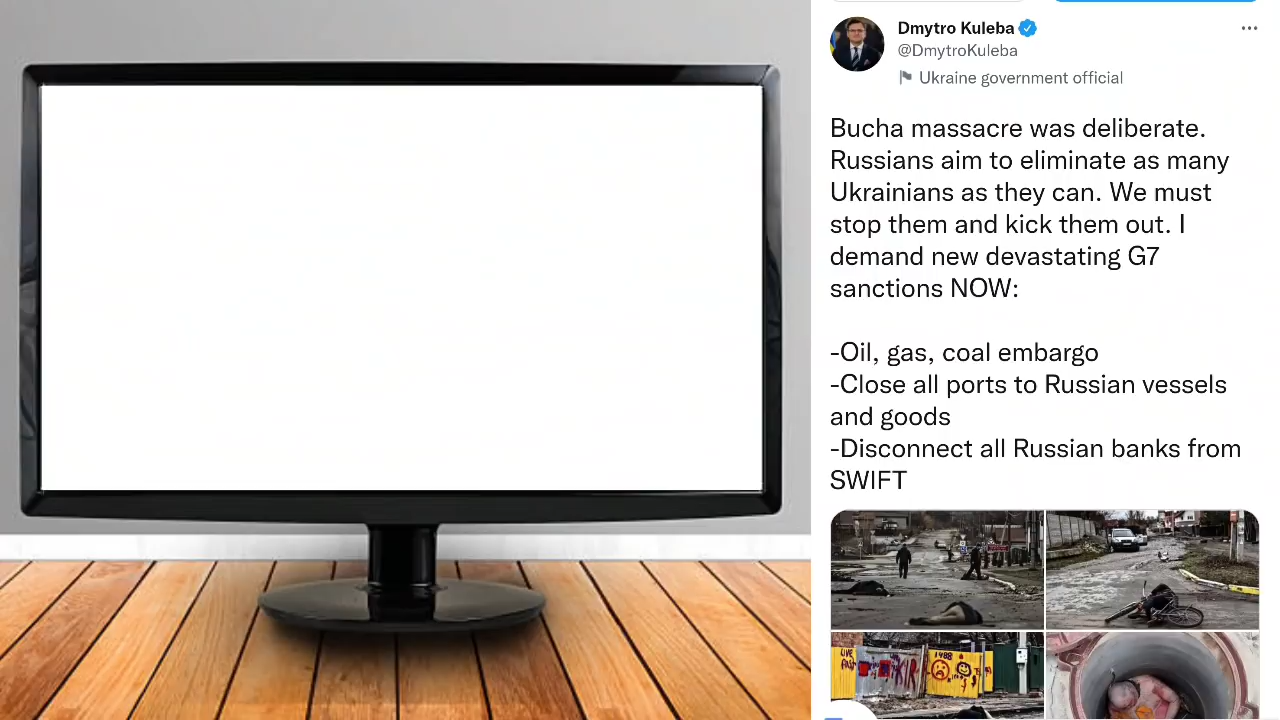 Dmytro Kuleba
@DmytroKuleba
Ukraine government official
Bucha massacre was deliberate.
Russians aim to eliminate as many
Ukrainians as they can. We must
stop them and kick them out. I
demand new devastating G7
sanctions NOW:
-Oil, gas, coal embargo
-Close all ports to Russian vessels
and goods
-Disconnect all Russian banks from
SWIFT
1488